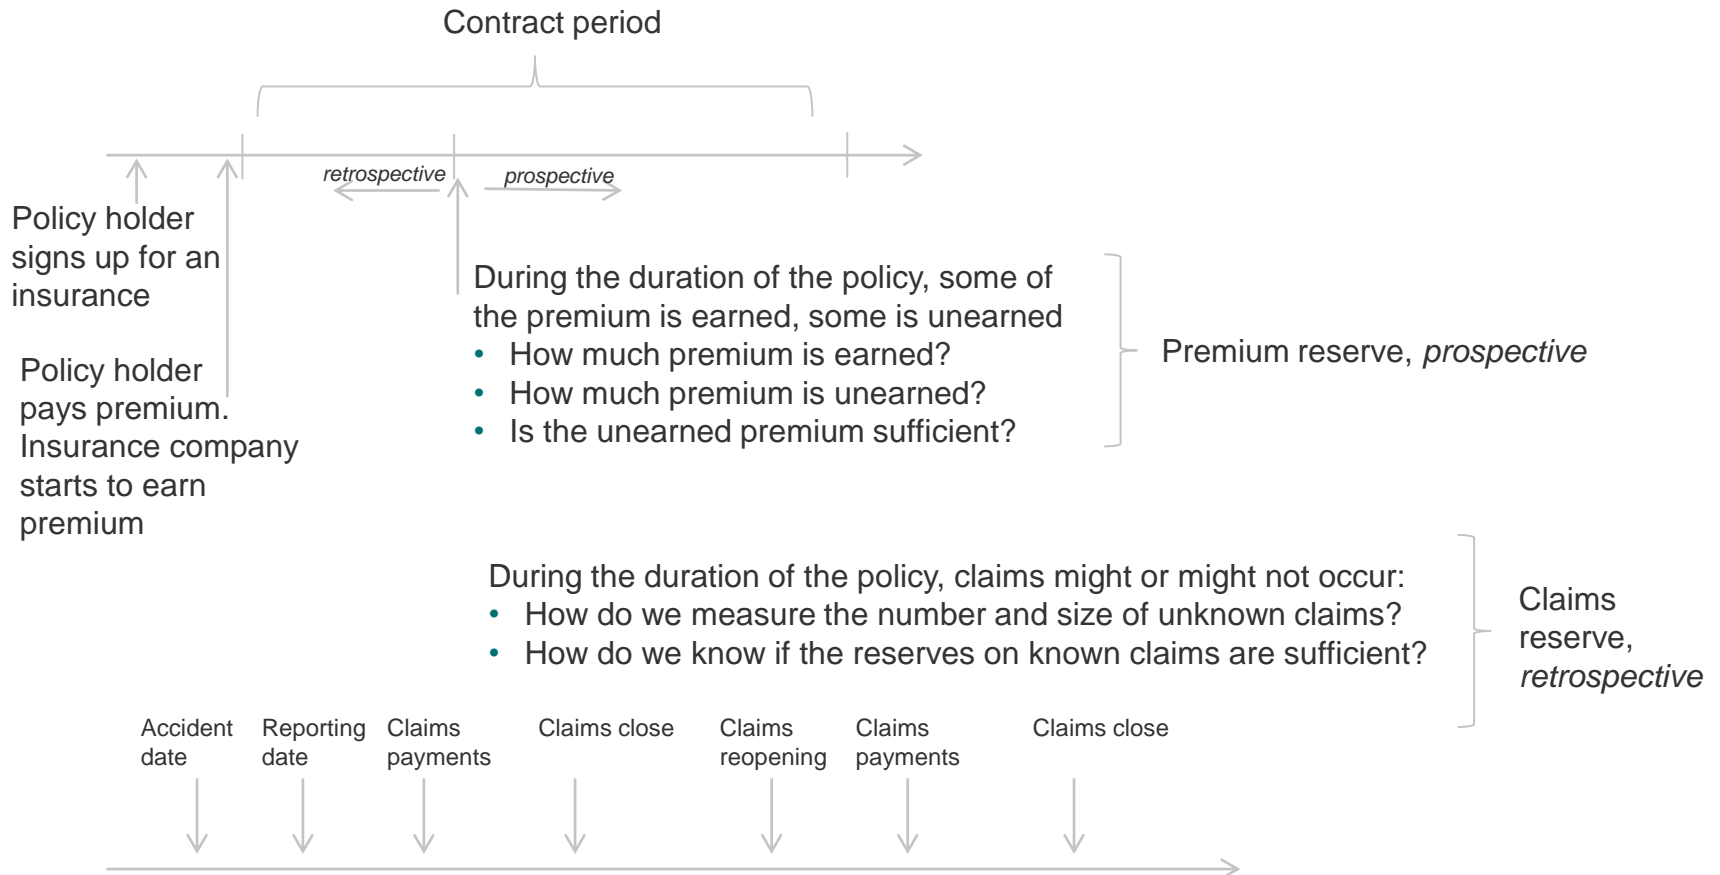 Contract period
retrospective
prospective
Policy holder
signs up for an
insurance
Policy holder
pays premium.
Insurance company
starts to earn
premium
During the duration of the policy, some of
the premium is earned, some is unearned
• How much premium is earned?
• How much premium is unearned?
• Is the unearned premium sufficient?
Premium reserve, prospective
During the duration of the policy, claims might or might not occur:
• How do we measure the number and size of unknown claims?
• How do we know if the reserves on known claims are sufficient?
Claims
reserve,
retrospective
Accident
date
Reporting
date
Claims
payments
Claims close
Claims
reopening
Claims
payments
Claims close